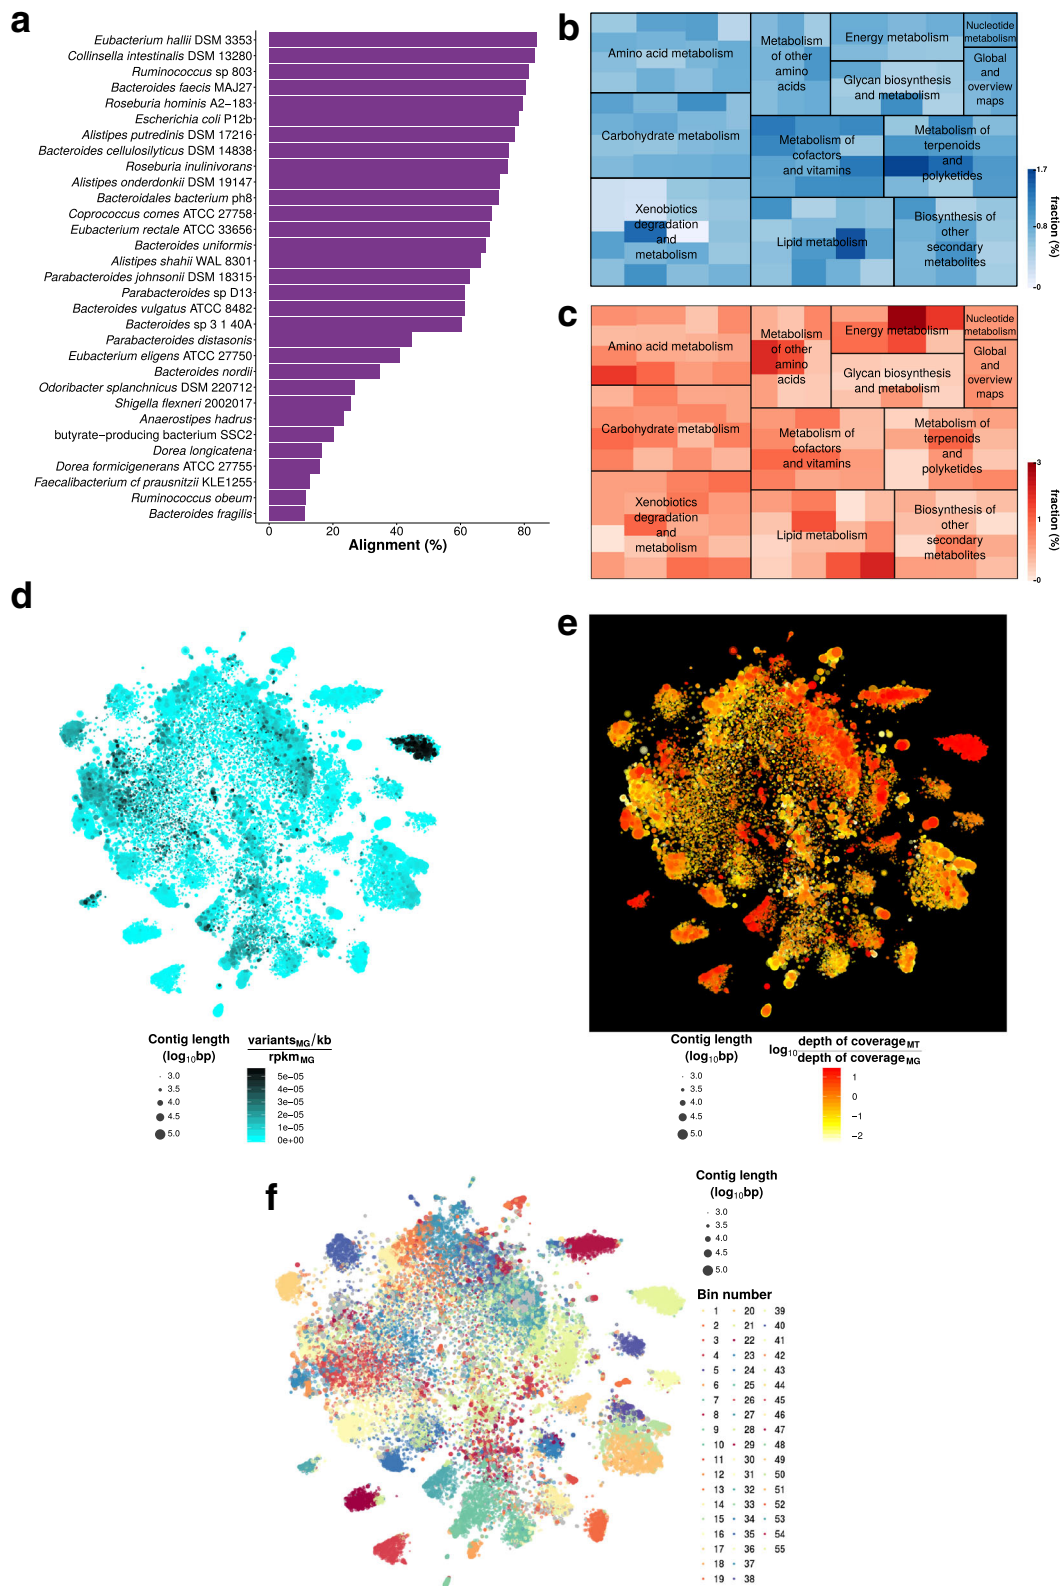 a
Eubacterium hallii DSM 3353
Collinsella intestinalis DSM 13280
Ruminococcus sp 803
Bacteroides faecis MAJ27
Roseburia hominis A2−183
Escherichia coli P12b
Alistipes putredinis DSM 17216
Bacteroides cellulosilyticus DSM 14838
Roseburia inulinivorans
Alistipes onderdonkii DSM 19147
Bacteroidales bacterium ph8
Coprococcus comes ATCC 27758
Eubacterium rectale ATCC 33656
Bacteroides uniformis
Alistipes shahii WAL 8301
Parabacteroides johnsonii DSM 18315
Parabacteroides sp D13
Bacteroides vulgatus ATCC 8482
Bacteroides sp 3 1 40A
Parabacteroides distasonis
Eubacterium eligens ATCC 27750
Bacteroides nordii
Odoribacter splanchnicus DSM 220712
Shigella flexneri 2002017
Anaerostipes hadrus
butyrate−producing bacterium SSC2
Dorea longicatena
Dorea formicigenerans ATCC 27755
Faecalibacterium cf prausnitzii KLE1255
Ruminococcus obeum
Bacteroides fragilis
0 20 40 60 80
Alignment (%)
b
Amino acid metabolism
Carbohydrate metabolism
Xenobiotics
degradation
and
metabolism
Metabolism
of other
amino
acids
Energy metabolism
Glycan biosynthesis
and metabolism
Nucleotide
metabolism
Global
and
overview
maps
Metabolism of
cofactors
and vitamins
Metabolism of
terpenoids
and
polyketides
Lipid metabolism
Biosynthesis of
other
secondary
metabolites
1.7
0.8
0
fraction (%)
c
Amino acid metabolism
Carbohydrate metabolism
Xenobiotics
degradation
and
metabolism
Metabolism
of other
amino
acids
Energy metabolism
Glycan biosynthesis
and metabolism
Nucleotide
metabolism
Global
and
overview
maps
Metabolism of
cofactors
and vitamins
Metabolism of
terpenoids
and
polyketides
Lipid metabolism
Biosynthesis of
other
secondary
metabolites
3
1
0
fraction (%)
d
Contig length
(log₁₀bp)
3.0
3.5
4.0
4.5
5.0
variants_MG/kb
rpkm_MG
5e−05
4e−05
3e−05
2e−05
1e−05
0e+00
e
Contig length
(log₁₀bp)
3.0
3.5
4.0
4.5
5.0
log₁₀ depth of coverage_MT
depth of coverage_MG
1
0
−1
−2
f
Contig length
(log₁₀bp)
3.0
3.5
4.0
4.5
5.0
Bin number
1 20 39
2 21 40
3 22 41
4 23 42
5 24 43
6 25 44
7 26 45
8 27 46
9 28 47
10 29 48
11 30 49
12 31 50
13 32 51
14 33 52
15 34 53
16 35 54
17 36 55
18 37
19 38